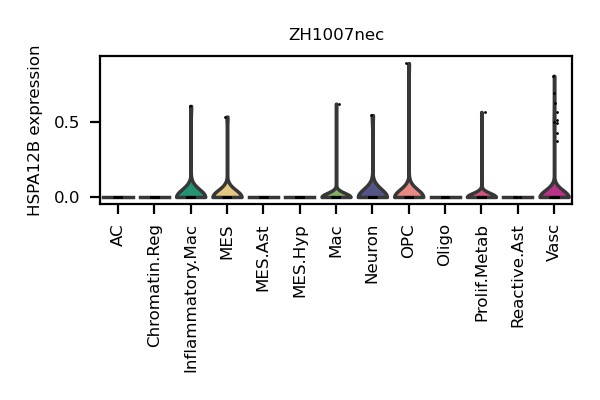 ZH1007nec
HSPA12B expression
0.5
0.0
AC
Chromatin.Reg
Inflammatory.Mac
MES
MES.Ast
MES.Hyp
Mac
Neuron
OPC
Oligo
Prolif.Metab
Reactive.Ast
Vasc